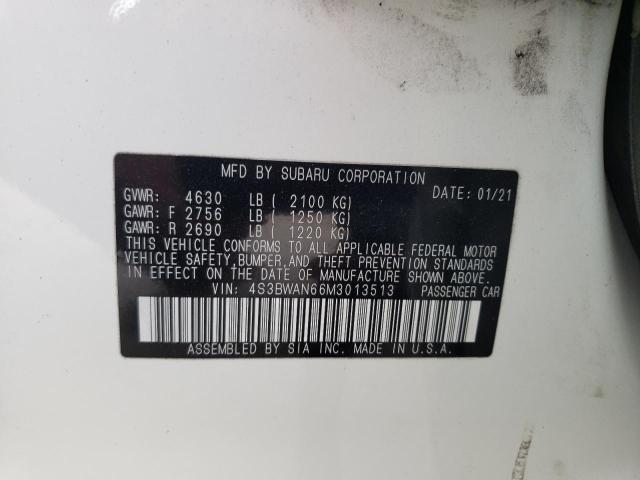 MFD BY SUBARU CORPORATION
GVWR: 4630 LB ( 2100 KG) DATE: 01/21
GAWR: F 2756 LB ( 1250 KG)
GAWR: R 2690 LB ( 1220 KG)
THIS VEHICLE CONFORMS TO ALL APPLICABLE FEDERAL MOTOR
VEHICLE SAFETY,BUMPER,AND THEFT PREVENTION STANDARDS
IN EFFECT ON THE DATE OF MANUFACTURE SHOWN ABOVE.
VIN: 4S3BWAN66M3013513 PASSENGER CAR
ASSEMBLED BY SIA INC. MADE IN U.S.A.